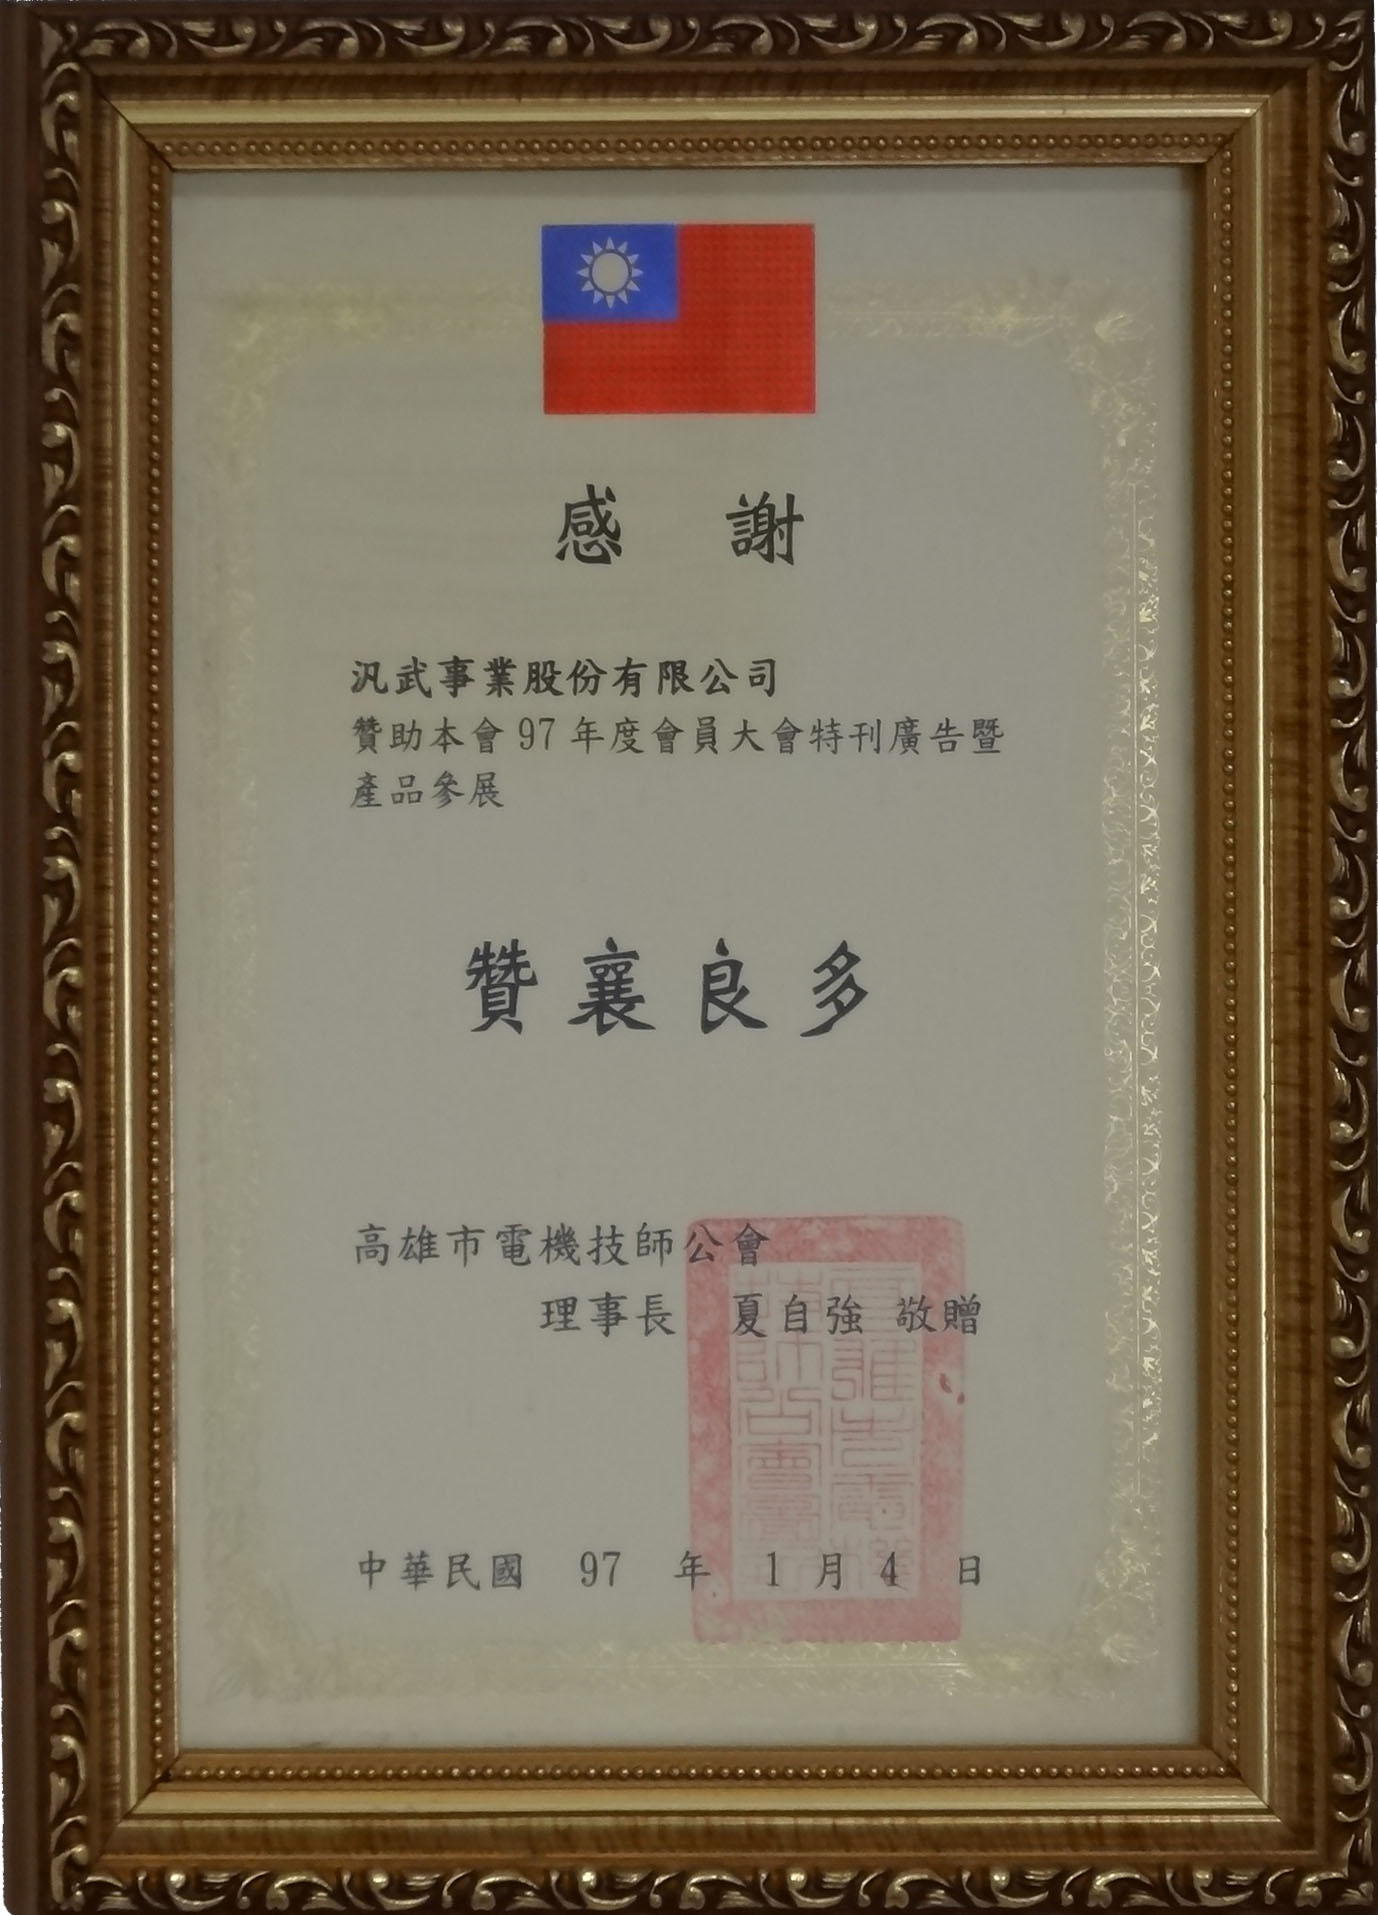 感謝
汎武事業股份有限公司
贊助本會97年度會員大會特刊廣告暨
產品參展
贊襄良多
高雄市電機技師公會
理事長 夏自強 敬贈
中華民國 97 年 1 月 4 日